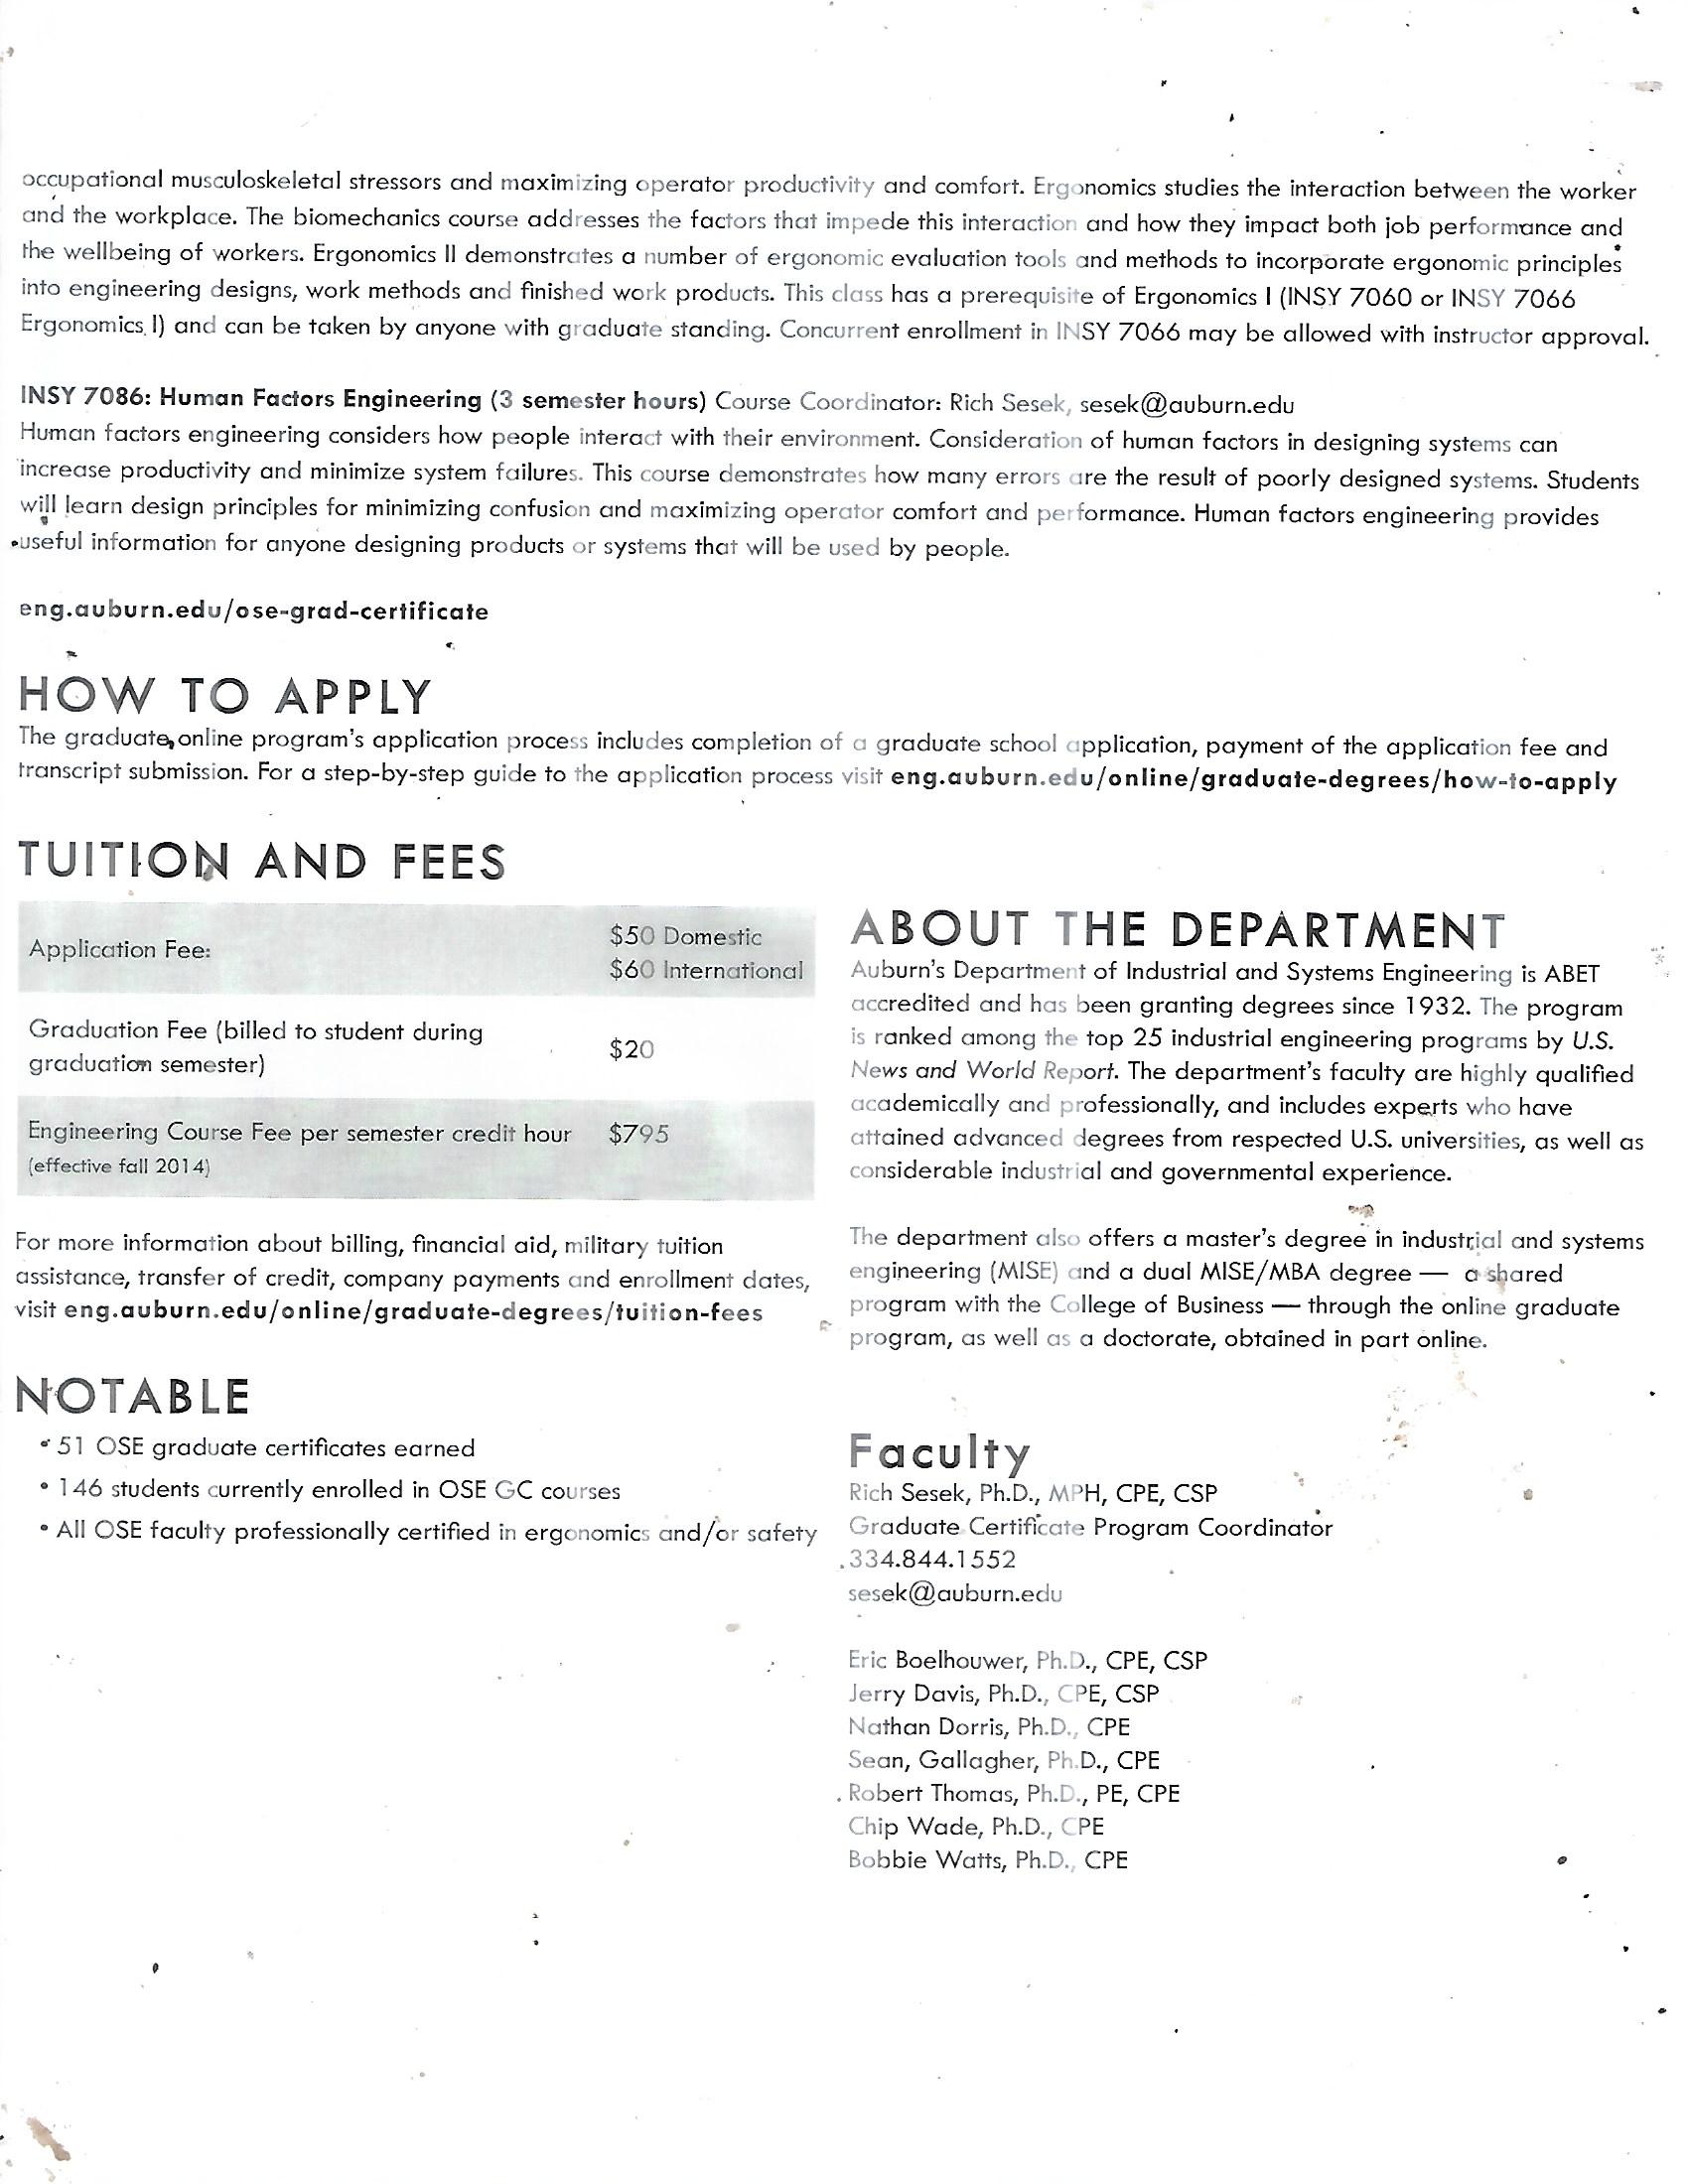 occupational musculoskeletal stressors and maximizing operator productivity and comfort. Ergonomics studies the interaction between the worker
and the workplace. The biomechanics course addresses the factors that impede this interaction and how they impact both job performance and
the wellbeing of workers. Ergonomics II demonstrates a number of ergonomic evaluation tools and methods to incorporate ergonomic principles
into engineering designs, work methods and finished work products. This class has a prerequisite of Ergonomics I (INSY 7060 or INSY 7066
Ergonomics I) and can be taken by anyone with graduate standing. Concurrent enrollment in INSY 7066 may be allowed with instructor approval.
INSY 7086: Human Factors Engineering (3 semester hours) Course Coordinator: Rich Sesek, sesek@auburn.edu
Human factors engineering considers how people interact with their environment. Consideration of human factors in designing systems can
increase productivity and minimize system failures. This course demonstrates how many errors are the result of poorly designed systems. Students
will learn design principles for minimizing confusion and maximizing operator comfort and performance. Human factors engineering provides
useful information for anyone designing products or systems that will be used by people.
eng.auburn.edu/ose-grad-certificate
HOW TO APPLY
The graduate online program's application process includes completion of a graduate school application, payment of the application fee and
transcript submission. For a step-by-step guide to the application process visit eng.auburn.edu/online/graduate-degrees/how-to-apply
TUITION AND FEES
Application Fee:
$50 Domestic
$60 International
Graduation Fee (billed to student during
graduation semester)
$20
Engineering Course Fee per semester credit hour
$795
(effective fall 2014)
For more information about billing, financial aid, military tuition
assistance, transfer of credit, company payments and enrollment dates,
visit eng.auburn.edu/online/graduate-degrees/tuition-fees
NOTABLE
• 51 OSE graduate certificates earned
• 146 students currently enrolled in OSE GC courses
• All OSE faculty professionally certified in ergonomics and/or safety
ABOUT THE DEPARTMENT
Auburn's Department of Industrial and Systems Engineering is ABET
accredited and has been granting degrees since 1932. The program
is ranked among the top 25 industrial engineering programs by U.S.
News and World Report. The department's faculty are highly qualified
academically and professionally, and includes experts who have
attained advanced degrees from respected U.S. universities, as well as
considerable industrial and governmental experience.
The department also offers a master's degree in industrial and systems
engineering (MISE) and a dual MISE/MBA degree — a shared
program with the College of Business — through the online graduate
program, as well as a doctorate, obtained in part online.
Faculty
Rich Sesek, Ph.D., MPH, CPE, CSP
Graduate Certificate Program Coordinator
334.844.1552
sesek@auburn.edu
Eric Boelhouwer, Ph.D., CPE, CSP
Jerry Davis, Ph.D., CPE, CSP
Nathan Dorris, Ph.D., CPE
Sean, Gallagher, Ph.D., CPE
Robert Thomas, Ph.D., PE, CPE
Chip Wade, Ph.D., CPE
Bobbie Watts, Ph.D., CPE